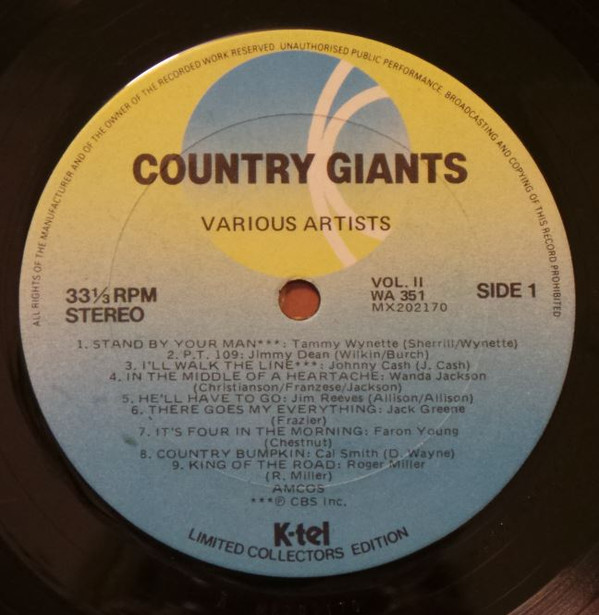 ALL RIGHTS OF THE MANUFACTURER AND OF THE OWNER OF THE RECORDED WORK RESERVED. UNAUTHORISED PUBLIC PERFORMANCE, BROADCASTING AND COPYING OF THIS RECORD PROHIBITED
COUNTRY GIANTS
VARIOUS ARTISTS
33⅓ RPM
STEREO
VOL. II
WA 351
MX202170
SIDE 1
1. STAND BY YOUR MAN***: Tammy Wynette (Sherrill/Wynette)
2. P.T. 109: Jimmy Dean (Wilkin/Burch)
3. I'LL WALK THE LINE***: Johnny Cash (J. Cash)
4. IN THE MIDDLE OF A HEARTACHE: Wanda Jackson
(Christianson/Franzese/Jackson)
5. HE'LL HAVE TO GO: Jim Reeves (Allison/Allison)
6. THERE GOES MY EVERYTHING: Jack Greene
(Frazier)
7. IT'S FOUR IN THE MORNING: Faron Young
(Chestnut)
8. COUNTRY BUMPKIN: Cal Smith (D. Wayne)
9. KING OF THE ROAD: Roger Miller
(R. Miller)
AMCOS
***℗ CBS Inc.
K-tel
LIMITED COLLECTORS EDITION